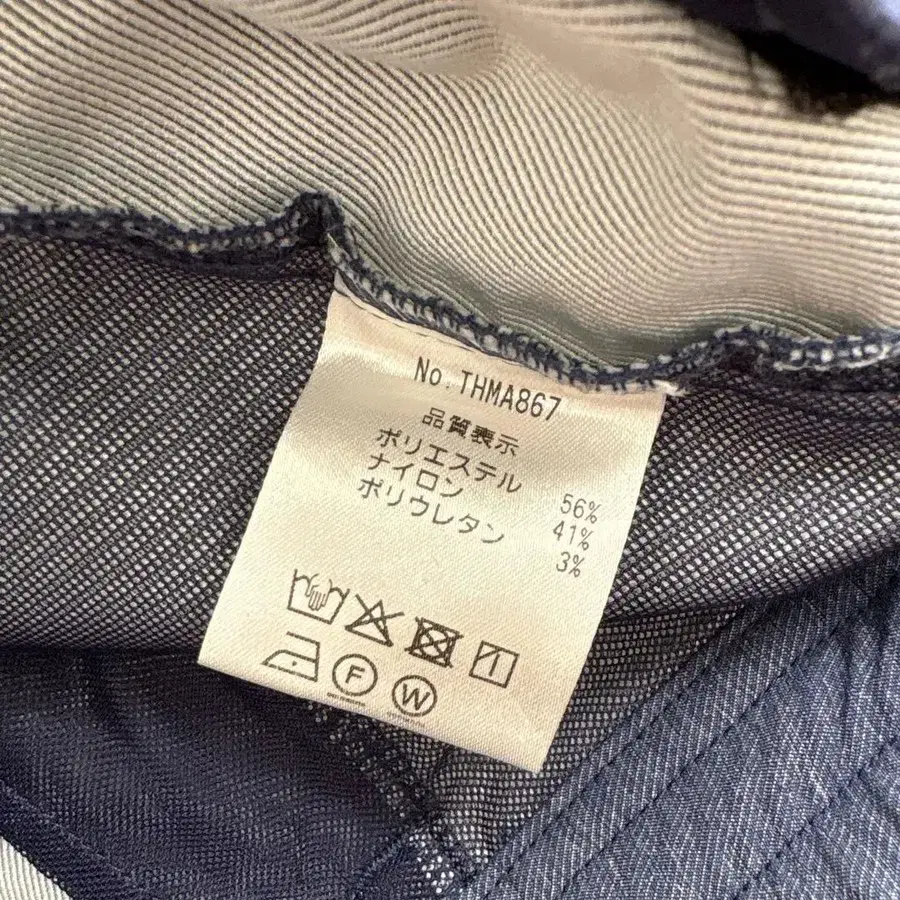 No.THMA867
品質表示
ポリエステル 56%
ナイロン 41%
ポリウレタン 3%
F
W